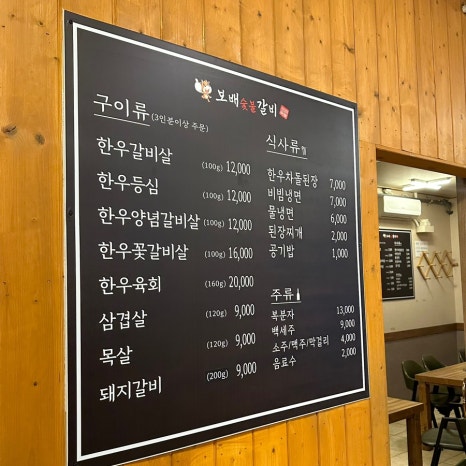 보배숯불갈비
구이류(3인분이상 주문)
한우갈비살 (100g) 12,000
한우등심 (100g) 12,000
한우양념갈비살 (100g) 12,000
한우꽃갈비살 (100g) 16,000
한우육회 (160g) 20,000
삼겹살 (120g) 9,000
목살 (120g) 9,000
돼지갈비 (200g) 9,000
식사류
한우차돌된장 7,000
비빔냉면 7,000
물냉면 6,000
된장찌개 2,000
공기밥 1,000
주류
복분자 13,000
백세주 9,000
소주/맥주/막걸리 4,000
음료수 2,000